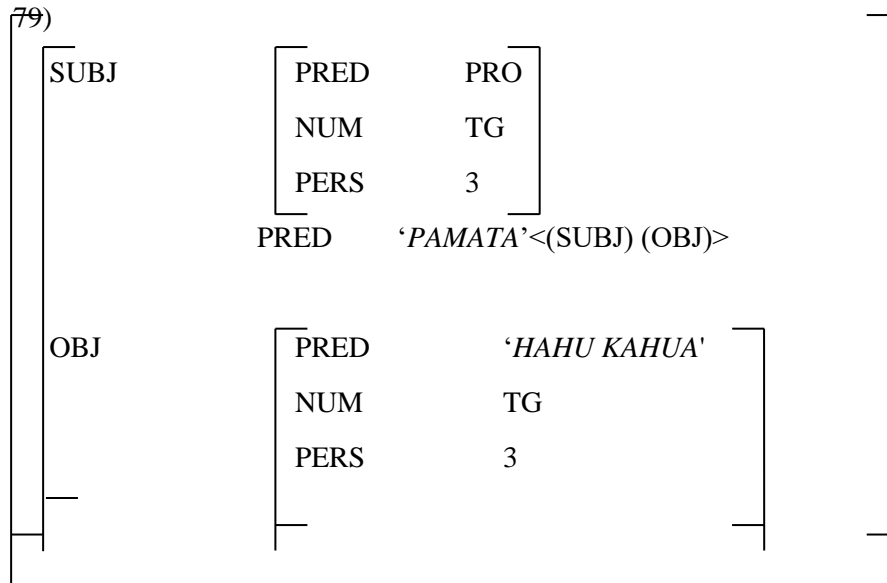 79)
SUBJ PRED PRO
NUM TG
PERS 3
PRED ‘PAMATA’<(SUBJ) (OBJ)>
OBJ PRED ‘HAHU KAHUA'
NUM TG
PERS 3